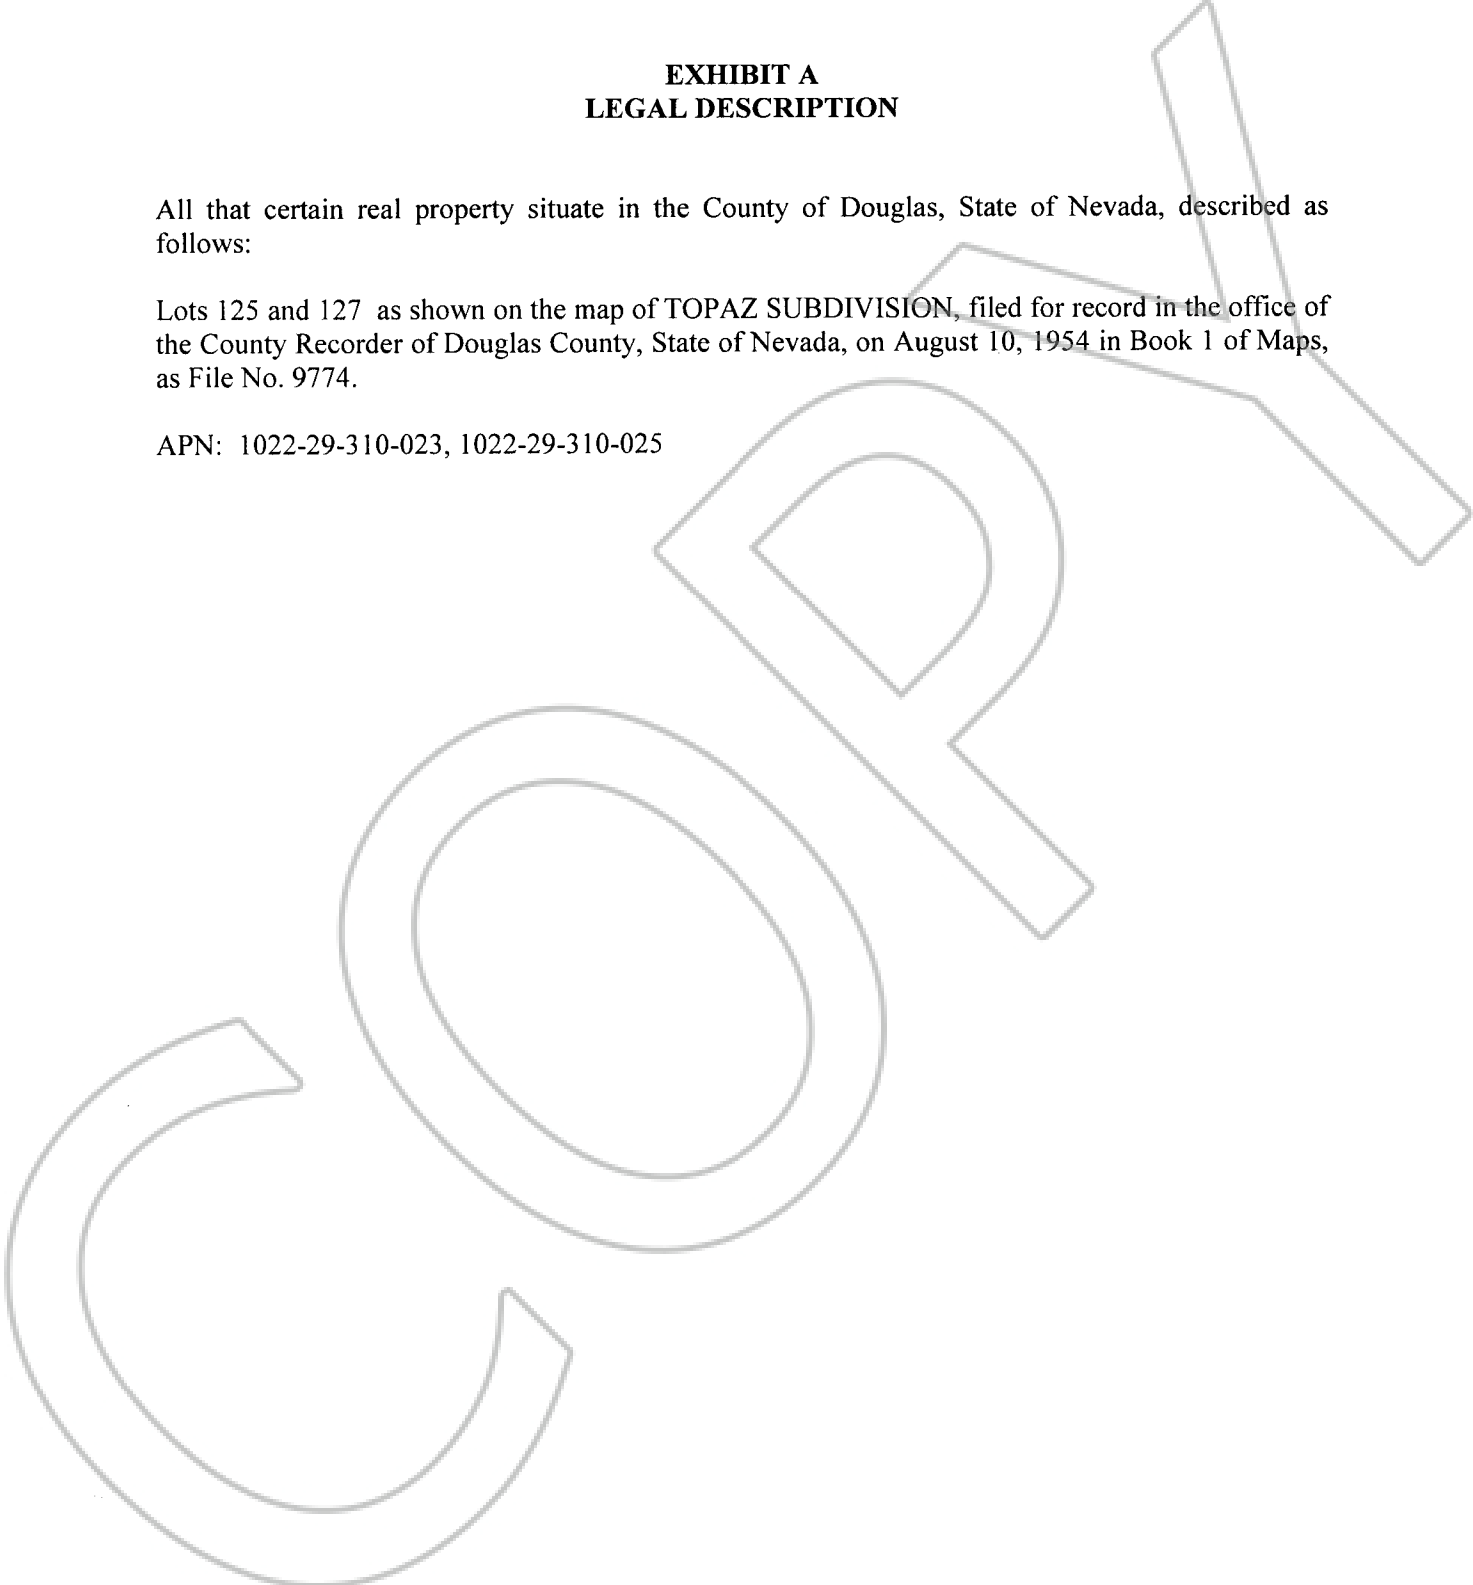 EXHIBIT A
LEGAL DESCRIPTION
All that certain real property situate in the County of Douglas, State of Nevada, described as
follows:
Lots 125 and 127 as shown on the map of TOPAZ SUBDIVISION, filed for record in the office of
the County Recorder of Douglas County, State of Nevada, on August 10, 1954 in Book 1 of Maps,
as File No. 9774.
APN: 1022-29-310-023, 1022-29-310-025
COPY